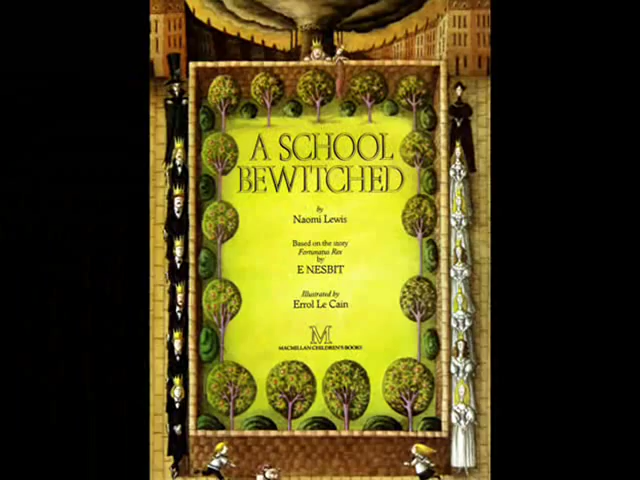 A SCHOOL
BEWITCHED
by
Naomi Lewis
Based on the story
Fortunatus Rex
by
E NESBIT
Illustrated by
Errol Le Cain
M
MACMILLAN CHILDREN'S BOOKS